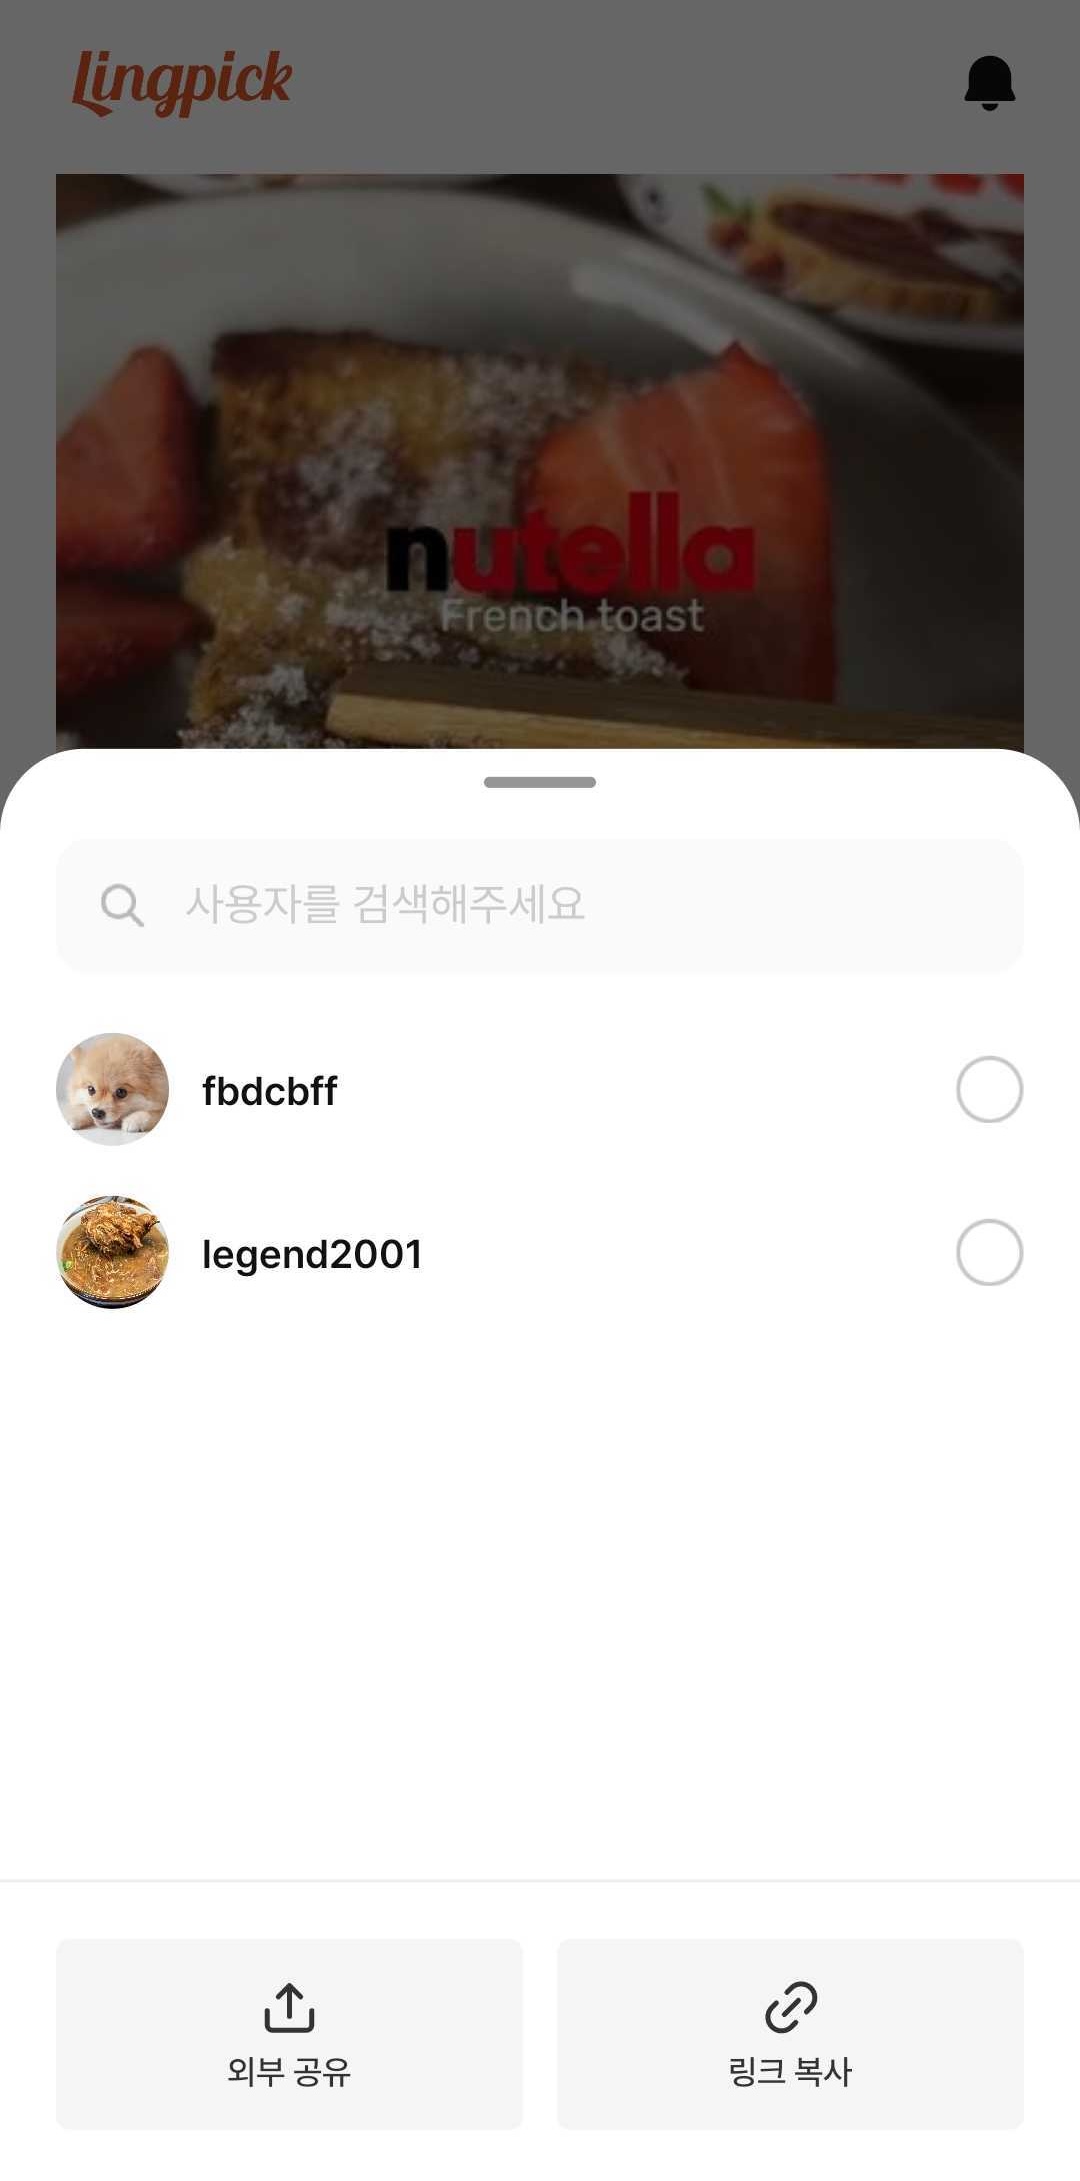 Lingpick
nutella
French toast
사용자를 검색해주세요
fbdcbff
legend2001
외부 공유
링크 복사